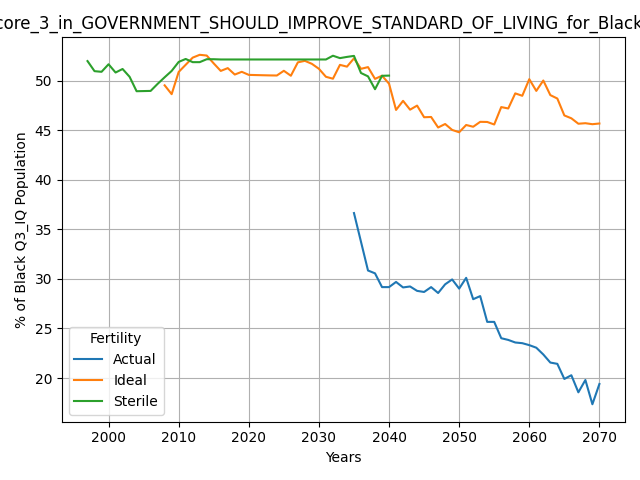 core_3_in_GOVERNMENT_SHOULD_IMPROVE_STANDARD_OF_LIVING_for_Black
50
45
40
35
30
25
20
% of Black Q3_IQ Population
Fertility
Actual
Ideal
Sterile
2000
2010
2020
2030
2040
2050
2060
2070
Years